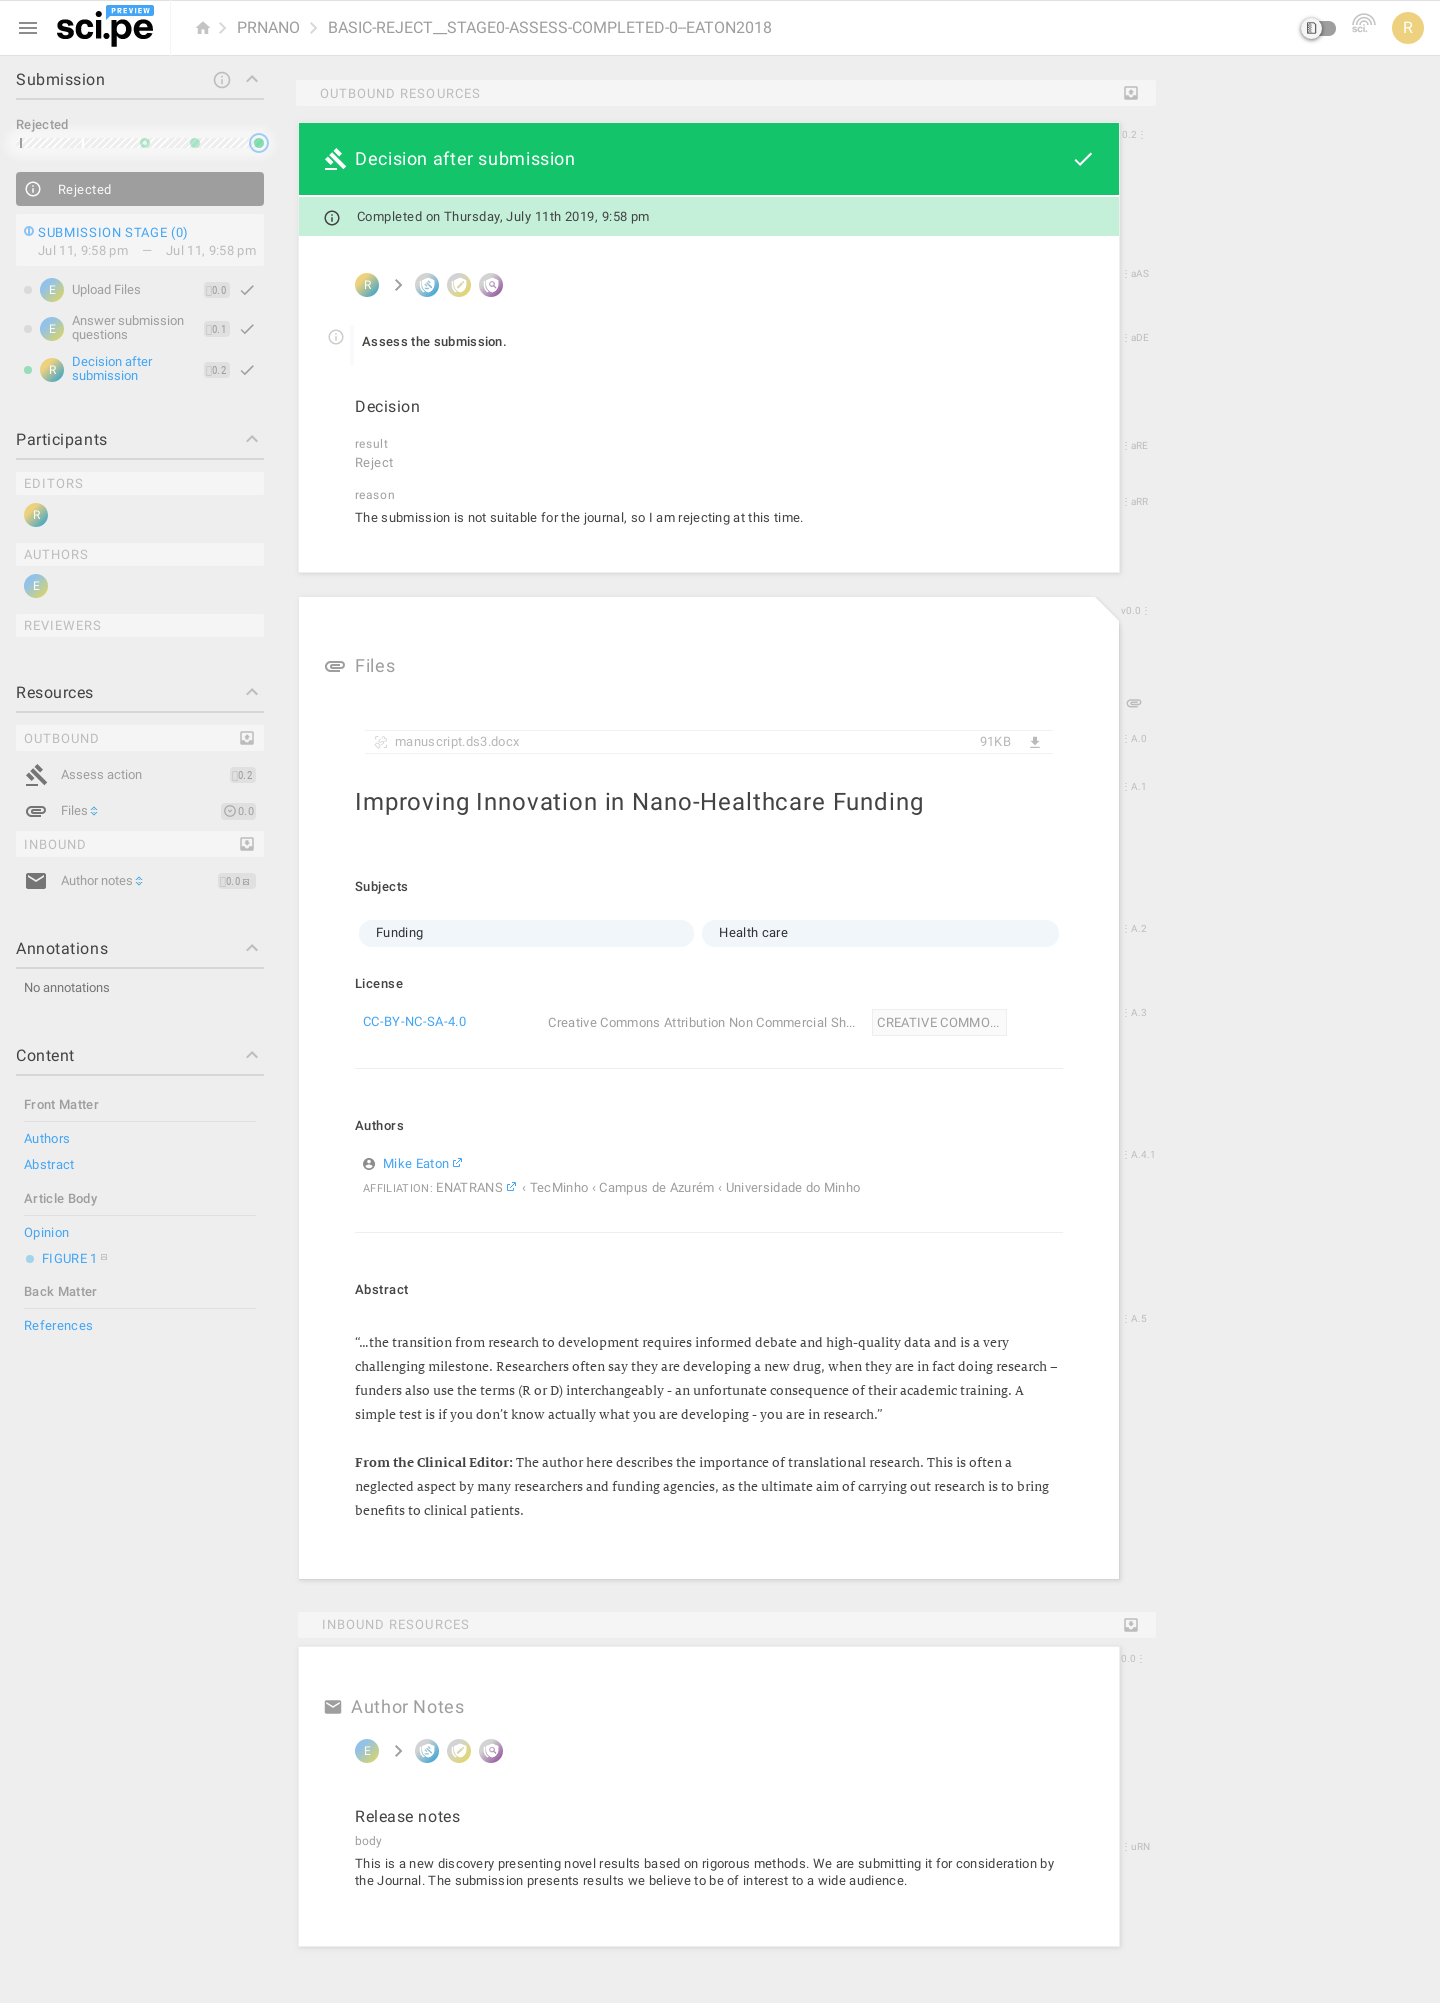 sci.pe PREVIEW
PRNANO
BASIC-REJECT__STAGE0-ASSESS-COMPLETED-0--EATON2018
sci.
R
Submission
Rejected
Rejected
SUBMISSION STAGE (0)
Jul 11, 9:58 pm — Jul 11, 9:58 pm
E Upload Files 0.0
E Answer submission questions 0.1
R Decision after submission 0.2
Participants
EDITORS
R
AUTHORS
E
REVIEWERS
Resources
OUTBOUND
Assess action 0.2
Files 0.0
INBOUND
Author notes 0.0
Annotations
No annotations
Content
Front Matter
Authors
Abstract
Article Body
Opinion
FIGURE 1
Back Matter
References
OUTBOUND RESOURCES
Decision after submission
0.2
Completed on Thursday, July 11th 2019, 9:58 pm
R
aAS
Assess the submission.
aDE
Decision
result
aRE
Reject
reason
aRR
The submission is not suitable for the journal, so I am rejecting at this time.
v0.0
Files
manuscript.ds3.docx 91KB
A.0
Improving Innovation in Nano-Healthcare Funding
A.1
Subjects
Funding
Health care
A.2
License
CC-BY-NC-SA-4.0 Creative Commons Attribution Non Commercial Sh... CREATIVE COMMO...
A.3
Authors
Mike Eaton
A.4.1
AFFILIATION: ENATRANS ‹ TecMinho ‹ Campus de Azurém ‹ Universidade do Minho
Abstract
A.5
“...the transition from research to development requires informed debate and high-quality data and is a very
challenging milestone. Researchers often say they are developing a new drug, when they are in fact doing research –
funders also use the terms (R or D) interchangeably - an unfortunate consequence of their academic training. A
simple test is if you don’t know actually what you are developing - you are in research.”
From the Clinical Editor: The author here describes the importance of translational research. This is often a
neglected aspect by many researchers and funding agencies, as the ultimate aim of carrying out research is to bring
benefits to clinical patients.
INBOUND RESOURCES
0.0
Author Notes
E
Release notes
body
uRN
This is a new discovery presenting novel results based on rigorous methods. We are submitting it for consideration by
the Journal. The submission presents results we believe to be of interest to a wide audience.